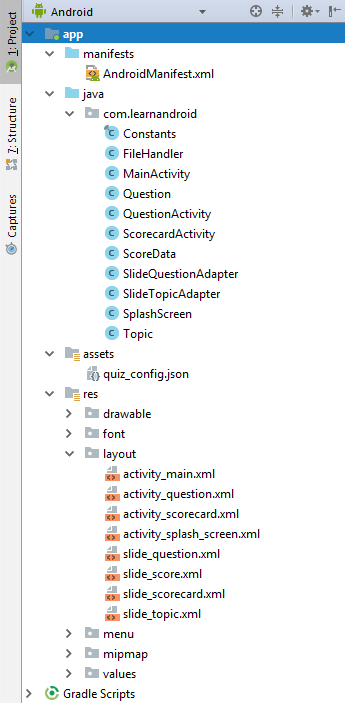 Android
1: Project
7: Structure
Captures
app
manifests
AndroidManifest.xml
java
com.learnandroid
Constants
FileHandler
MainActivity
Question
QuestionActivity
ScorecardActivity
ScoreData
SlideQuestionAdapter
SlideTopicAdapter
SplashScreen
Topic
assets
quiz_config.json
res
drawable
font
layout
activity_main.xml
activity_question.xml
activity_scorecard.xml
activity_splash_screen.xml
slide_question.xml
slide_score.xml
slide_scorecard.xml
slide_topic.xml
menu
mipmap
values
Gradle Scripts